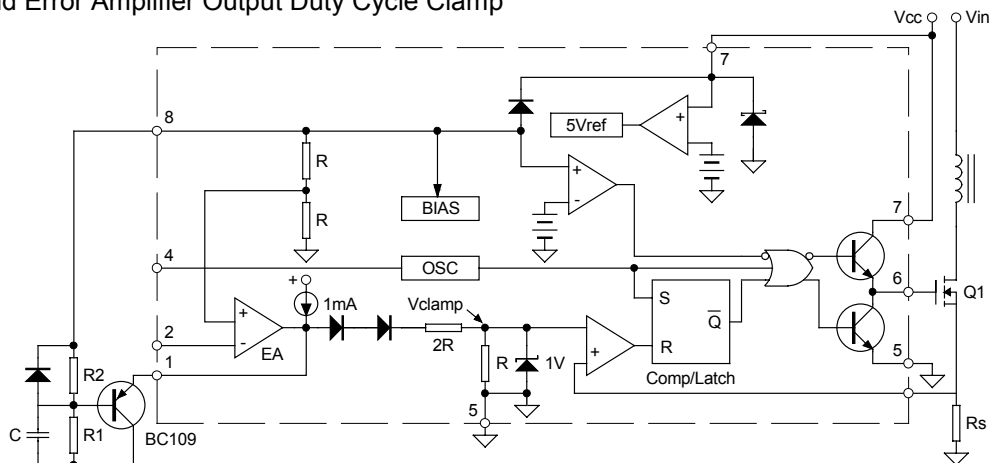 d Error Amplifier Output Duty Cycle Clamp
Vcc
Vin
7
8
5Vref
+
R
+
-
R
BIAS
7
4
OSC
+
6
Q1
1mA
Vclamp
S
Q
2
+
-
EA
2R
R
1V
+
R
5
1
Comp/Latch
R2
5
C
R1
BC109
Rs